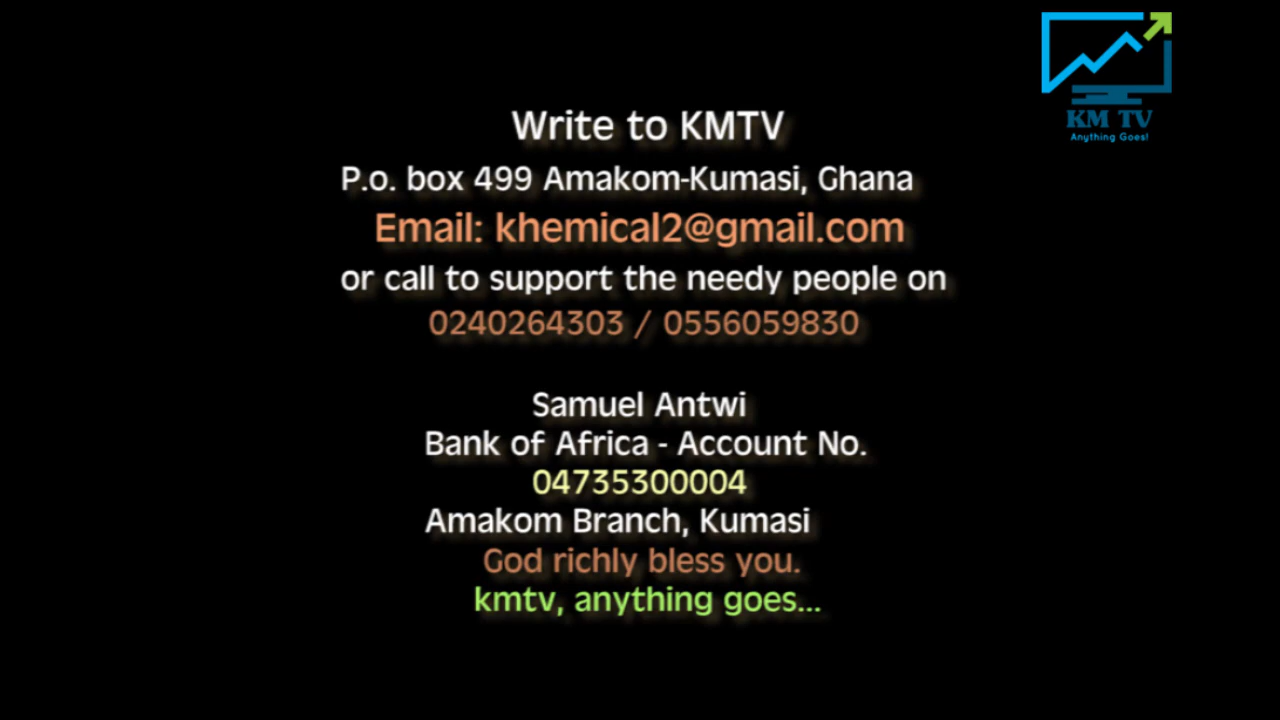 KM TV
Anything Goes!
Write to KMTV
P.o. box 499 Amakom-Kumasi, Ghana
Email: khemical2@gmail.com
or call to support the needy people on
0240264303 / 0556059830
Samuel Antwi
Bank of Africa - Account No.
04735300004
Amakom Branch, Kumasi
God richly bless you.
kmtv, anything goes...